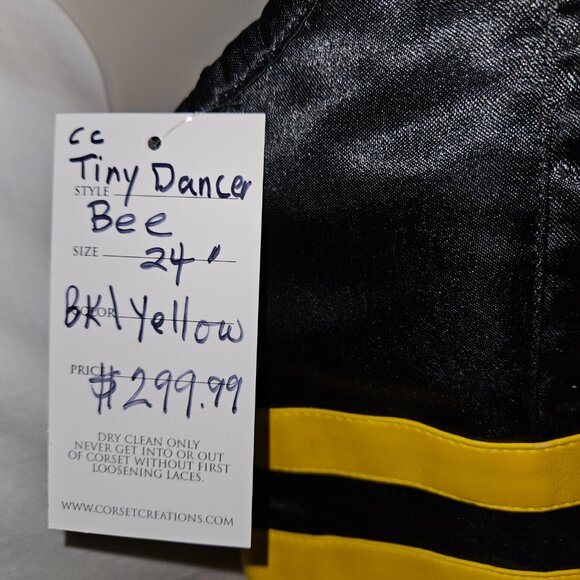 CC
Tiny Dancer
STYLE
Bee
SIZE 24"
COLOR BK\Yellow
PRICE $299.99
DRY CLEAN ONLY
NEVER GET INTO OR OUT
OF CORSET WITHOUT FIRST
LOOSENING LACES.
WWW.CORSETCREATIONS.COM